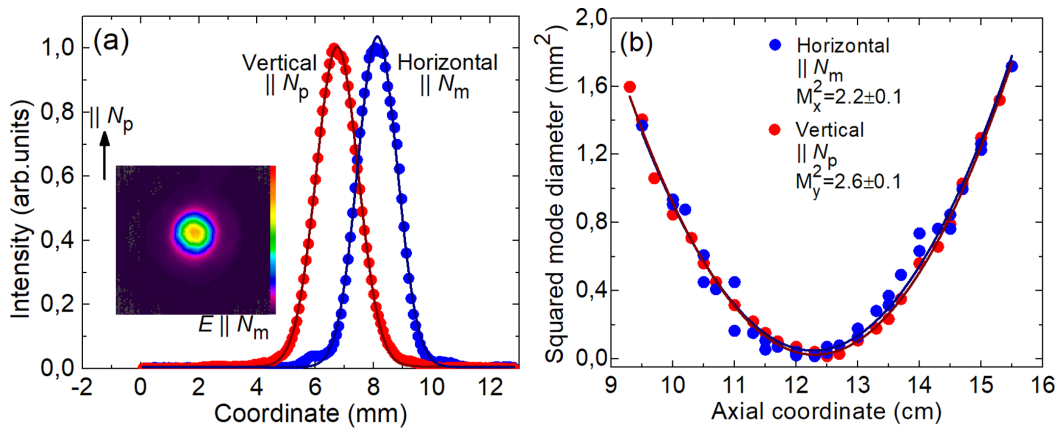 (a)
Intensity (arb.units)
1,0
0,8
0,6
0,4
0,2
0,0
Vertical
|| Np
Horizontal
|| Nm
|| Np
E || Nm
0 2 4 6 8 10 12
Coordinate (mm)
(b)
Squared mode diameter (mm²)
2.0
1.6
1.2
0.8
0.4
0.0
Horizontal
|| Nm
M²x=2.2±0.1
Vertical
|| Np
M²y=2.6±0.1
9 10 11 12 13 14 15 16
Axial coordinate (cm)